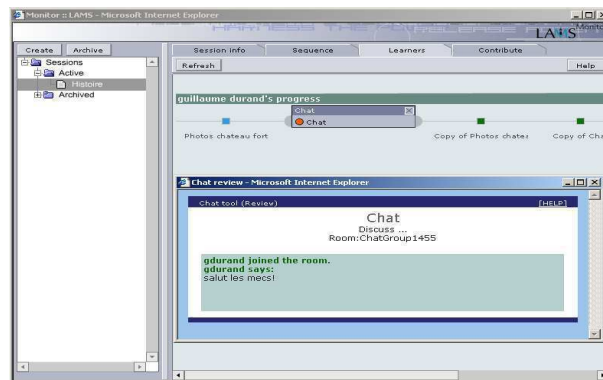 Monitor :: LAMS - Microsoft Internet Explorer
LAMS
Monitor
Create Archive
Sessions
Active
Histoire
Archived
Session info Sequence Learners Contribute
Refresh Help
guillaume durand's progress
Chat
Chat
Photos chateau fort Copy of Photos chate Copy of Cha
Chat review - Microsoft Internet Explorer
Chat tool (Review) [HELP]
Chat
Discuss ...
Room:ChatGroup1455
gdurand joined the room.
gdurand says:
salut les mecs!